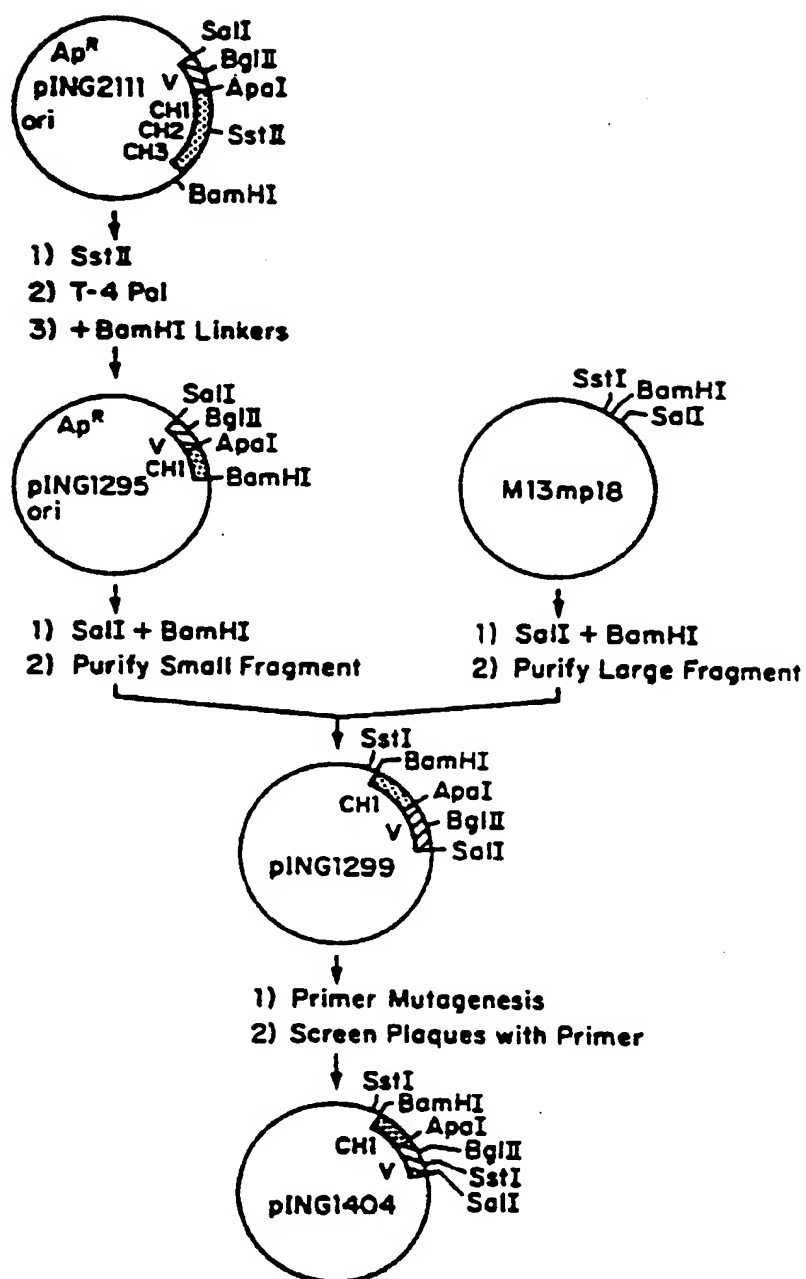 SalI
Ap^R
BglII
V
pING2111
ApaI
ori
CH1
CH2
SstII
CH3
BamHI
1) SstII
2) T-4 Pol
3) +BamHI Linkers
SalI
Ap^R
BglII
ApaI
V
CH1
BamHI
pING1295
ori
SstI
BamHI
SalI
M13mp18
1) SalI + BamHI
2) Purify Small Fragment
1) SalI + BamHI
2) Purify Large Fragment
SstI
BamHI
ApaI
CH1
BglII
V
SalI
pING1299
1) Primer Mutagenesis
2) Screen Plaques with Primer
SstI
BamHI
ApaI
CH1
BglII
V
SstI
SalI
pING1404